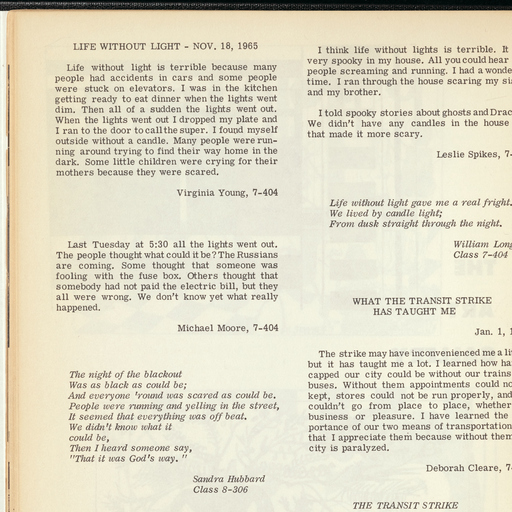 LIFE WITHOUT LIGHT - NOV. 18, 1965
Life without light is terrible because many
people had accidents in cars and some people
were stuck on elevators. I was in the kitchen
getting ready to eat dinner when the lights went
dim. Then all of a sudden the lights went out.
When the lights went out I dropped my plate and
I ran to the door to call the super. I found myself
outside without a candle. Many people were run-
ning around trying to find their way home in the
dark. Some little children were crying for their
mothers because they were scared.
Virginia Young, 7-404
Last Tuesday at 5:30 all the lights went out.
The people thought what could it be? The Russians
are coming. Some thought that someone was
fooling with the fuse box. Others thought that
somebody had not paid the electric bill, but they
all were wrong. We don't know yet what really
happened.
Michael Moore, 7-404
The night of the blackout
Was as black as could be;
And everyone 'round was scared as could be.
People were running and yelling in the street,
It seemed that everything was off beat.
We didn't know what it
could be,
Then I heard someone say,
"That it was God's way. "
Sandra Hubbard
Class 8-306
I think life without lights is terrible. It
very spooky in my house. All you could hear
people screaming and running. I had a wonde
time. I ran through the house scaring my si
and my brother.
I told spooky stories about ghosts and Drac
We didn't have any candles in the house
that made it more scary.
Leslie Spikes, 7-
Life without light gave me a real fright.
We lived by candle light;
From dusk straight through the night.
William Long
Class 7-404
WHAT THE TRANSIT STRIKE
HAS TAUGHT ME
Jan. 1, 1
The strike may have inconvenienced me a li
but it has taught me a lot. I learned how ha
capped our city could be without our trains
buses. Without them appointments could no
kept, stores could not be run properly, and
couldn't go from place to place, whether
business or pleasure. I have learned the
portance of our two means of transportation
that I appreciate them because without them
city is paralyzed.
Deborah Cleare, 7-
THE TRANSIT STRIKE